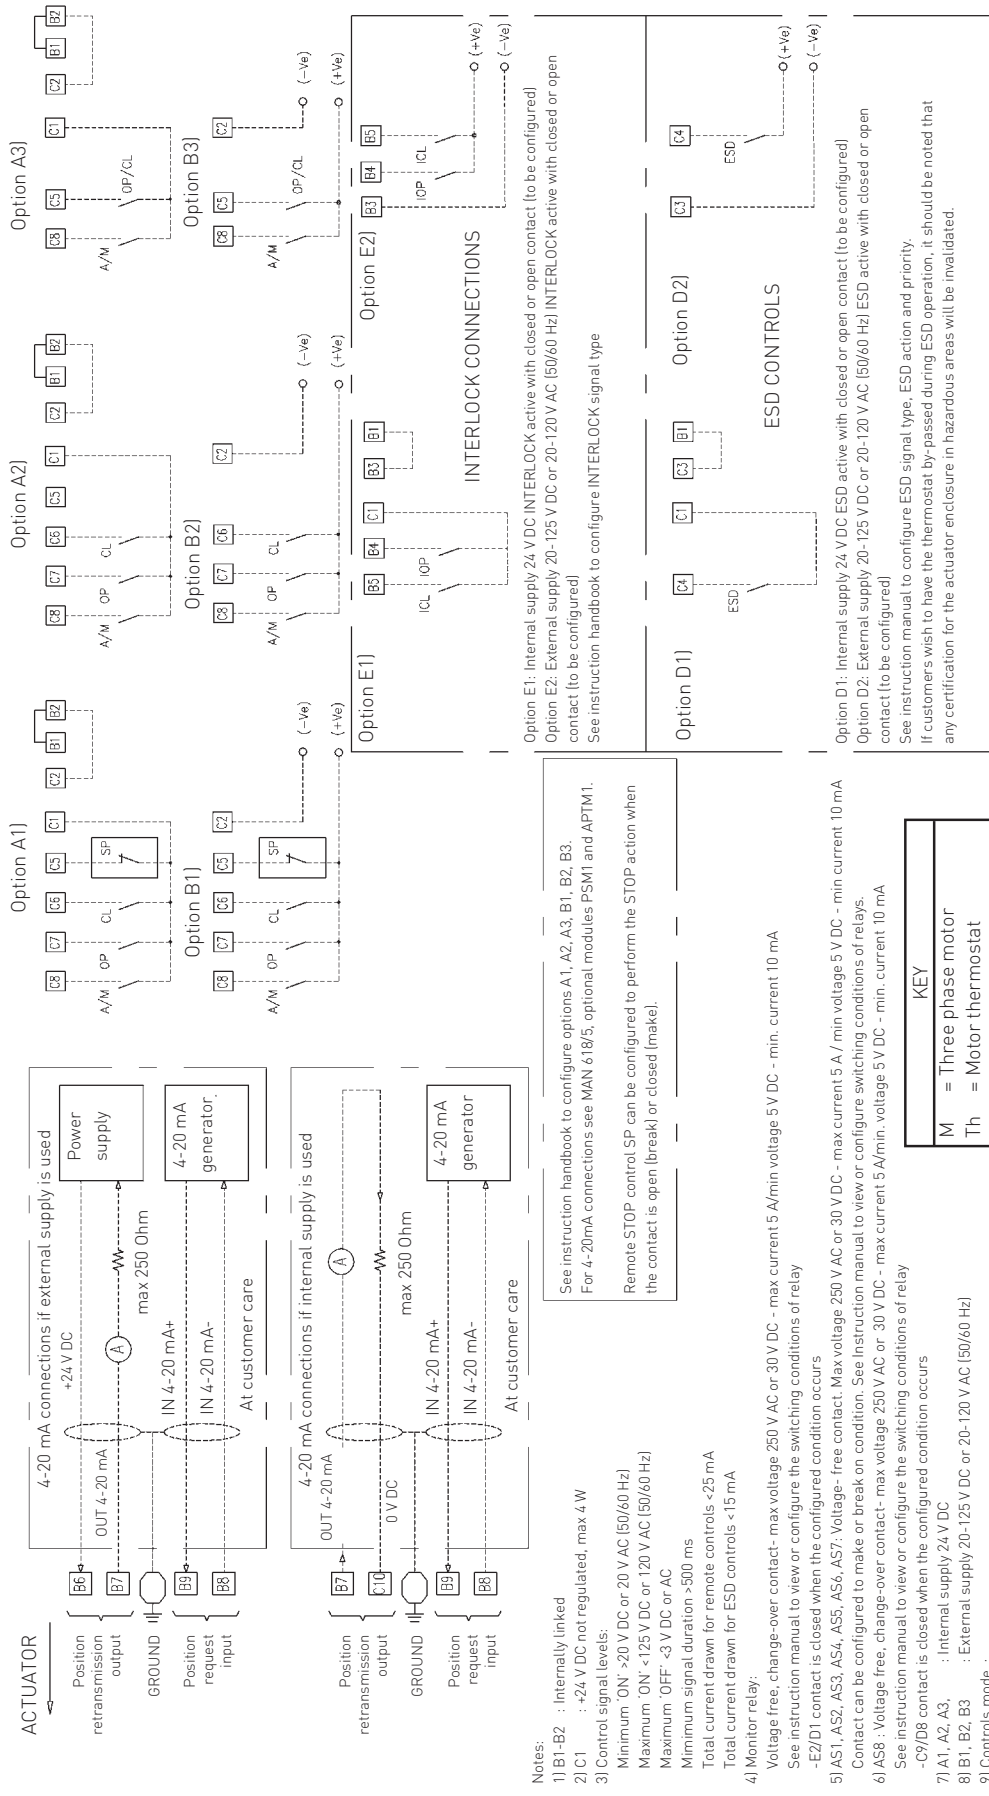 ACTUATOR
4-20 mA connections if external supply is used
B6
B7
B9
B8
Position
retransmission
output
GROUND
Position
request
input
+24 V DC
OUT 4-20 mA
A
max 250 Ohm
Power
supply
IN 4-20 mA+
IN 4-20 mA-
4-20 mA
generator.
At customer care
4-20 mA connections if internal supply is used
B7
C10
B9
B8
Position
retransmission
output
GROUND
Position
request
input
OUT 4-20 mA
0 V DC
A
max 250 Ohm
IN 4-20 mA+
IN 4-20 mA-
4-20 mA
generator
At customer care
Option A1)
C8 C7 C6 C5 C1 C2 B1 B2
A/M OP CL SP
Option B1)
C8 C7 C6 C5 C2
A/M OP CL SP
(-Ve)
(+Ve)
Option A2)
C8 C7 C6 C5 C1 C2 B1 B2
A/M OP CL
Option B2)
C8 C7 C6 C2
A/M OP CL
(-Ve)
(+Ve)
Option A3)
C8 C5 C1 C2 B1 B2
A/M OP/CL
Option B3)
C8 C5 C2
A/M OP/CL
(-Ve)
(+Ve)
Option E1)
B5 B4 C1 B3 B1
ICL IOP
Option E2)
B3 B4 B5
IOP ICL
(+Ve)
(-Ve)
INTERLOCK CONNECTIONS
Option E1: Internal supply 24 V DC INTERLOCK active with closed or open contact (to be configured)
Option E2: External supply 20-125 V DC or 20-120 V AC (50/60 Hz) INTERLOCK active with closed or open
contact (to be configured)
See instruction handbook to configure INTERLOCK signal type
Option D1)
C4 C1 C3 B1
ESD
Option D2)
C3 C4
ESD
(+Ve)
(-Ve)
ESD CONTROLS
Option D1: Internal supply 24 V DC ESD active with closed or open contact (to be configured)
Option D2: External supply 20-125 V DC or 20-120 V AC (50/60 Hz) ESD active with closed or open
contact (to be configured)
See instruction manual to configure ESD signal type, ESD action and priority.
If customers wish to have the thermostat by-passed during ESD operation, it should be noted that
any certification for the actuator enclosure in hazardous areas will be invalidated.
See instruction handbook to configure options A1, A2, A3, B1, B2, B3.
For 4-20mA connections see MAN 618/5, optional modules PSM1 and APTM1.
Remote STOP control SP can be configured to perform the STOP action when
the contact is open (break) or closed (make).
Notes:
1) B1-B2 : Internally linked
2) C1 : +24 V DC not regulated, max 4 W
3) Control signal levels:
Minimum 'ON' >20 V DC or 20 V AC (50/60 Hz)
Maximum 'ON' <125 V DC or 120 V AC (50/60 Hz)
Maximum 'OFF' <3 V DC or AC
Mimimum signal duration >500 ms
Total current drawn for remote controls <25 mA
Total current drawn for ESD controls <15 mA
4) Monitor relay:
Voltage free, change-over contact- max voltage 250 V AC or 30 V DC - max current 5 A/min voltage 5 V DC - min. current 10 mA
See instruction manual to view or configure the switching conditions of relay
- E2/D1 contact is closed when the configured condition occurs
5) AS1, AS2, AS3, AS4, AS5, AS6, AS7: Voltage- free contact. Max voltage 250 V AC or 30 V DC - max current 5 A / min voltage 5 V DC - min current 10 mA
Contact can be configured to make or break on condition. See Instruction manual to view or configure switching conditions of relays.
6) AS8 : Voltage free, change-over contact- max voltage 250 V AC or 30 V DC - max current 5 A/min. voltage 5 V DC - min. current 10 mA
See instruction manual to view or configure the switching conditions of relay
- C9/D8 contact is closed when the configured condition occurs
7) A1, A2, A3, : Internal supply 24 V DC
8) B1, B2, B3 : External supply 20-125 V DC or 20-120 V AC (50/60 Hz)
9) Controls mode :
KEY
M = Three phase motor
Th = Motor thermostat